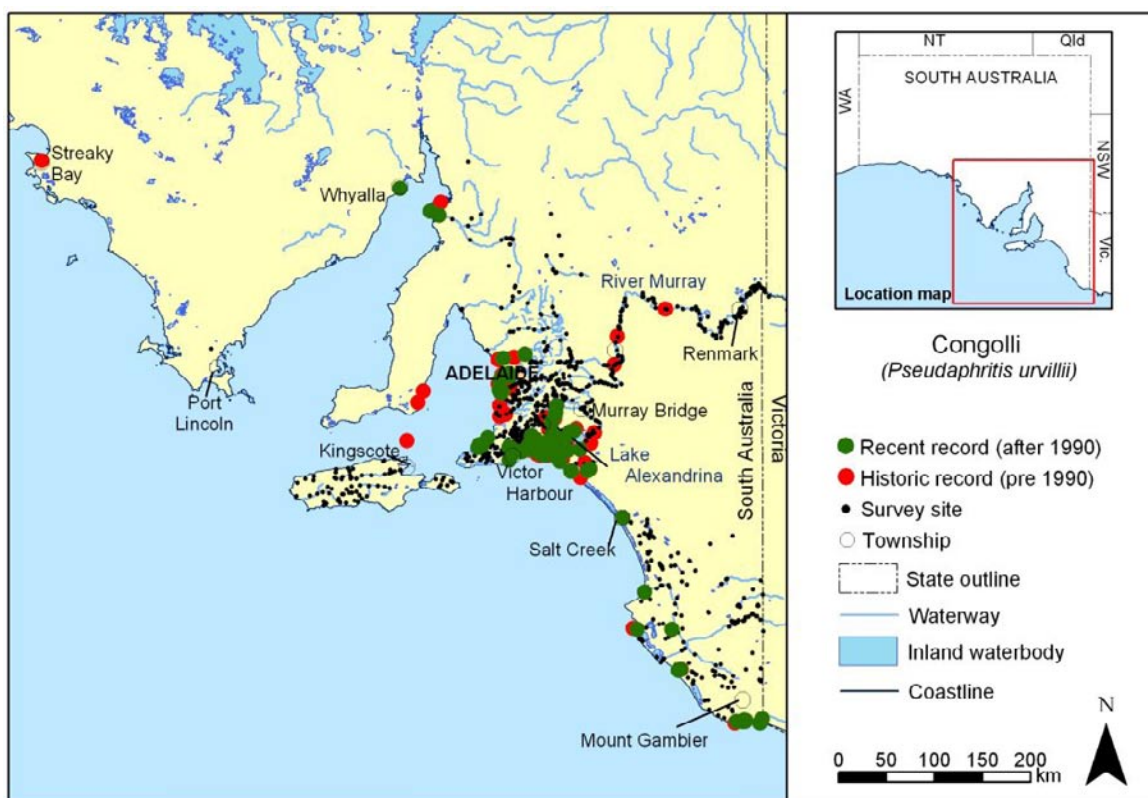 Streaky
Bay
Whyalla
River Murray
Renmark
ADELAIDE
Port
Lincoln
Murray Bridge
Kingscote
Lake
Alexandrina
Victor
Harbour
Salt Creek
Mount Gambier
South Australia
Victoria
NT
Qld
SOUTH AUSTRALIA
WA
NSW
Vic.
Location map
Congolli
(Pseudaphritis urvillii)
Recent record (after 1990)
Historic record (pre 1990)
Survey site
Township
State outline
Waterway
Inland waterbody
Coastline
N
0 50 100 150 200
km